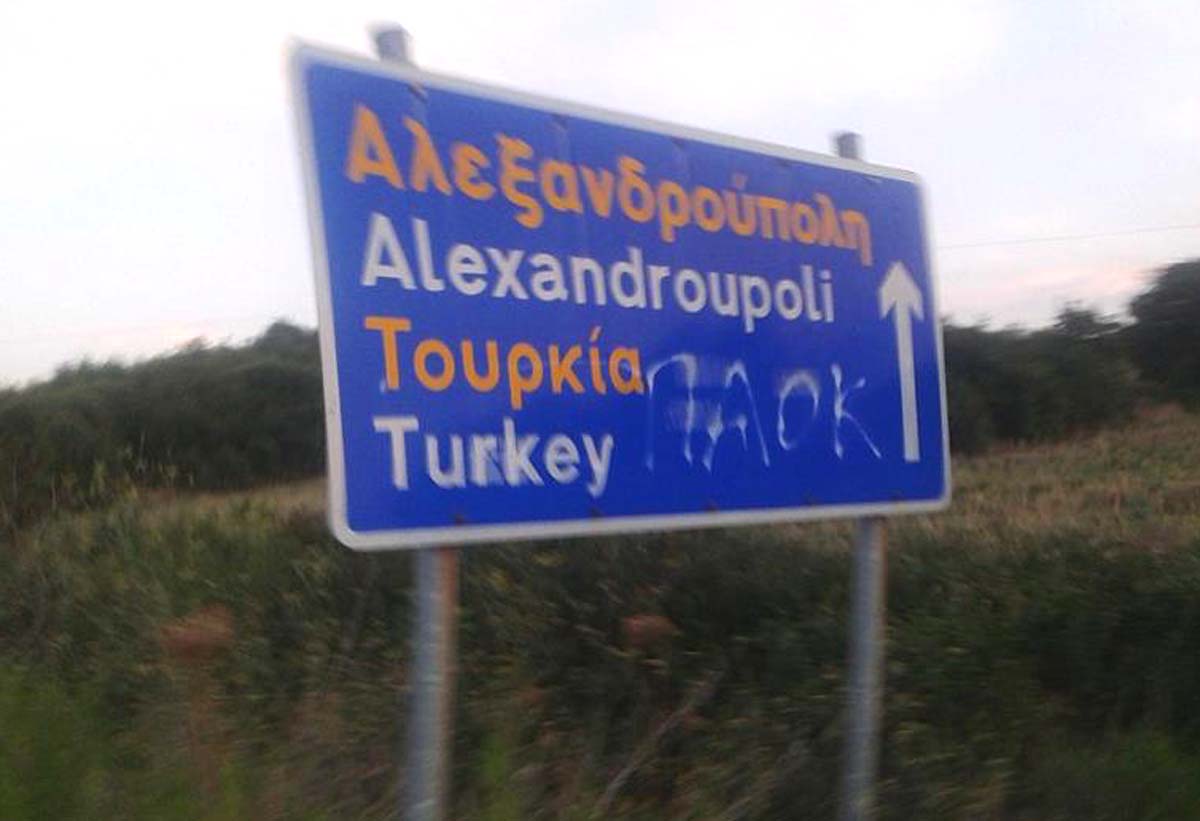 Αλεξανδρούπολη
Alexandroupoli
Τουρκία
Turkey
ΠΑΟΚ